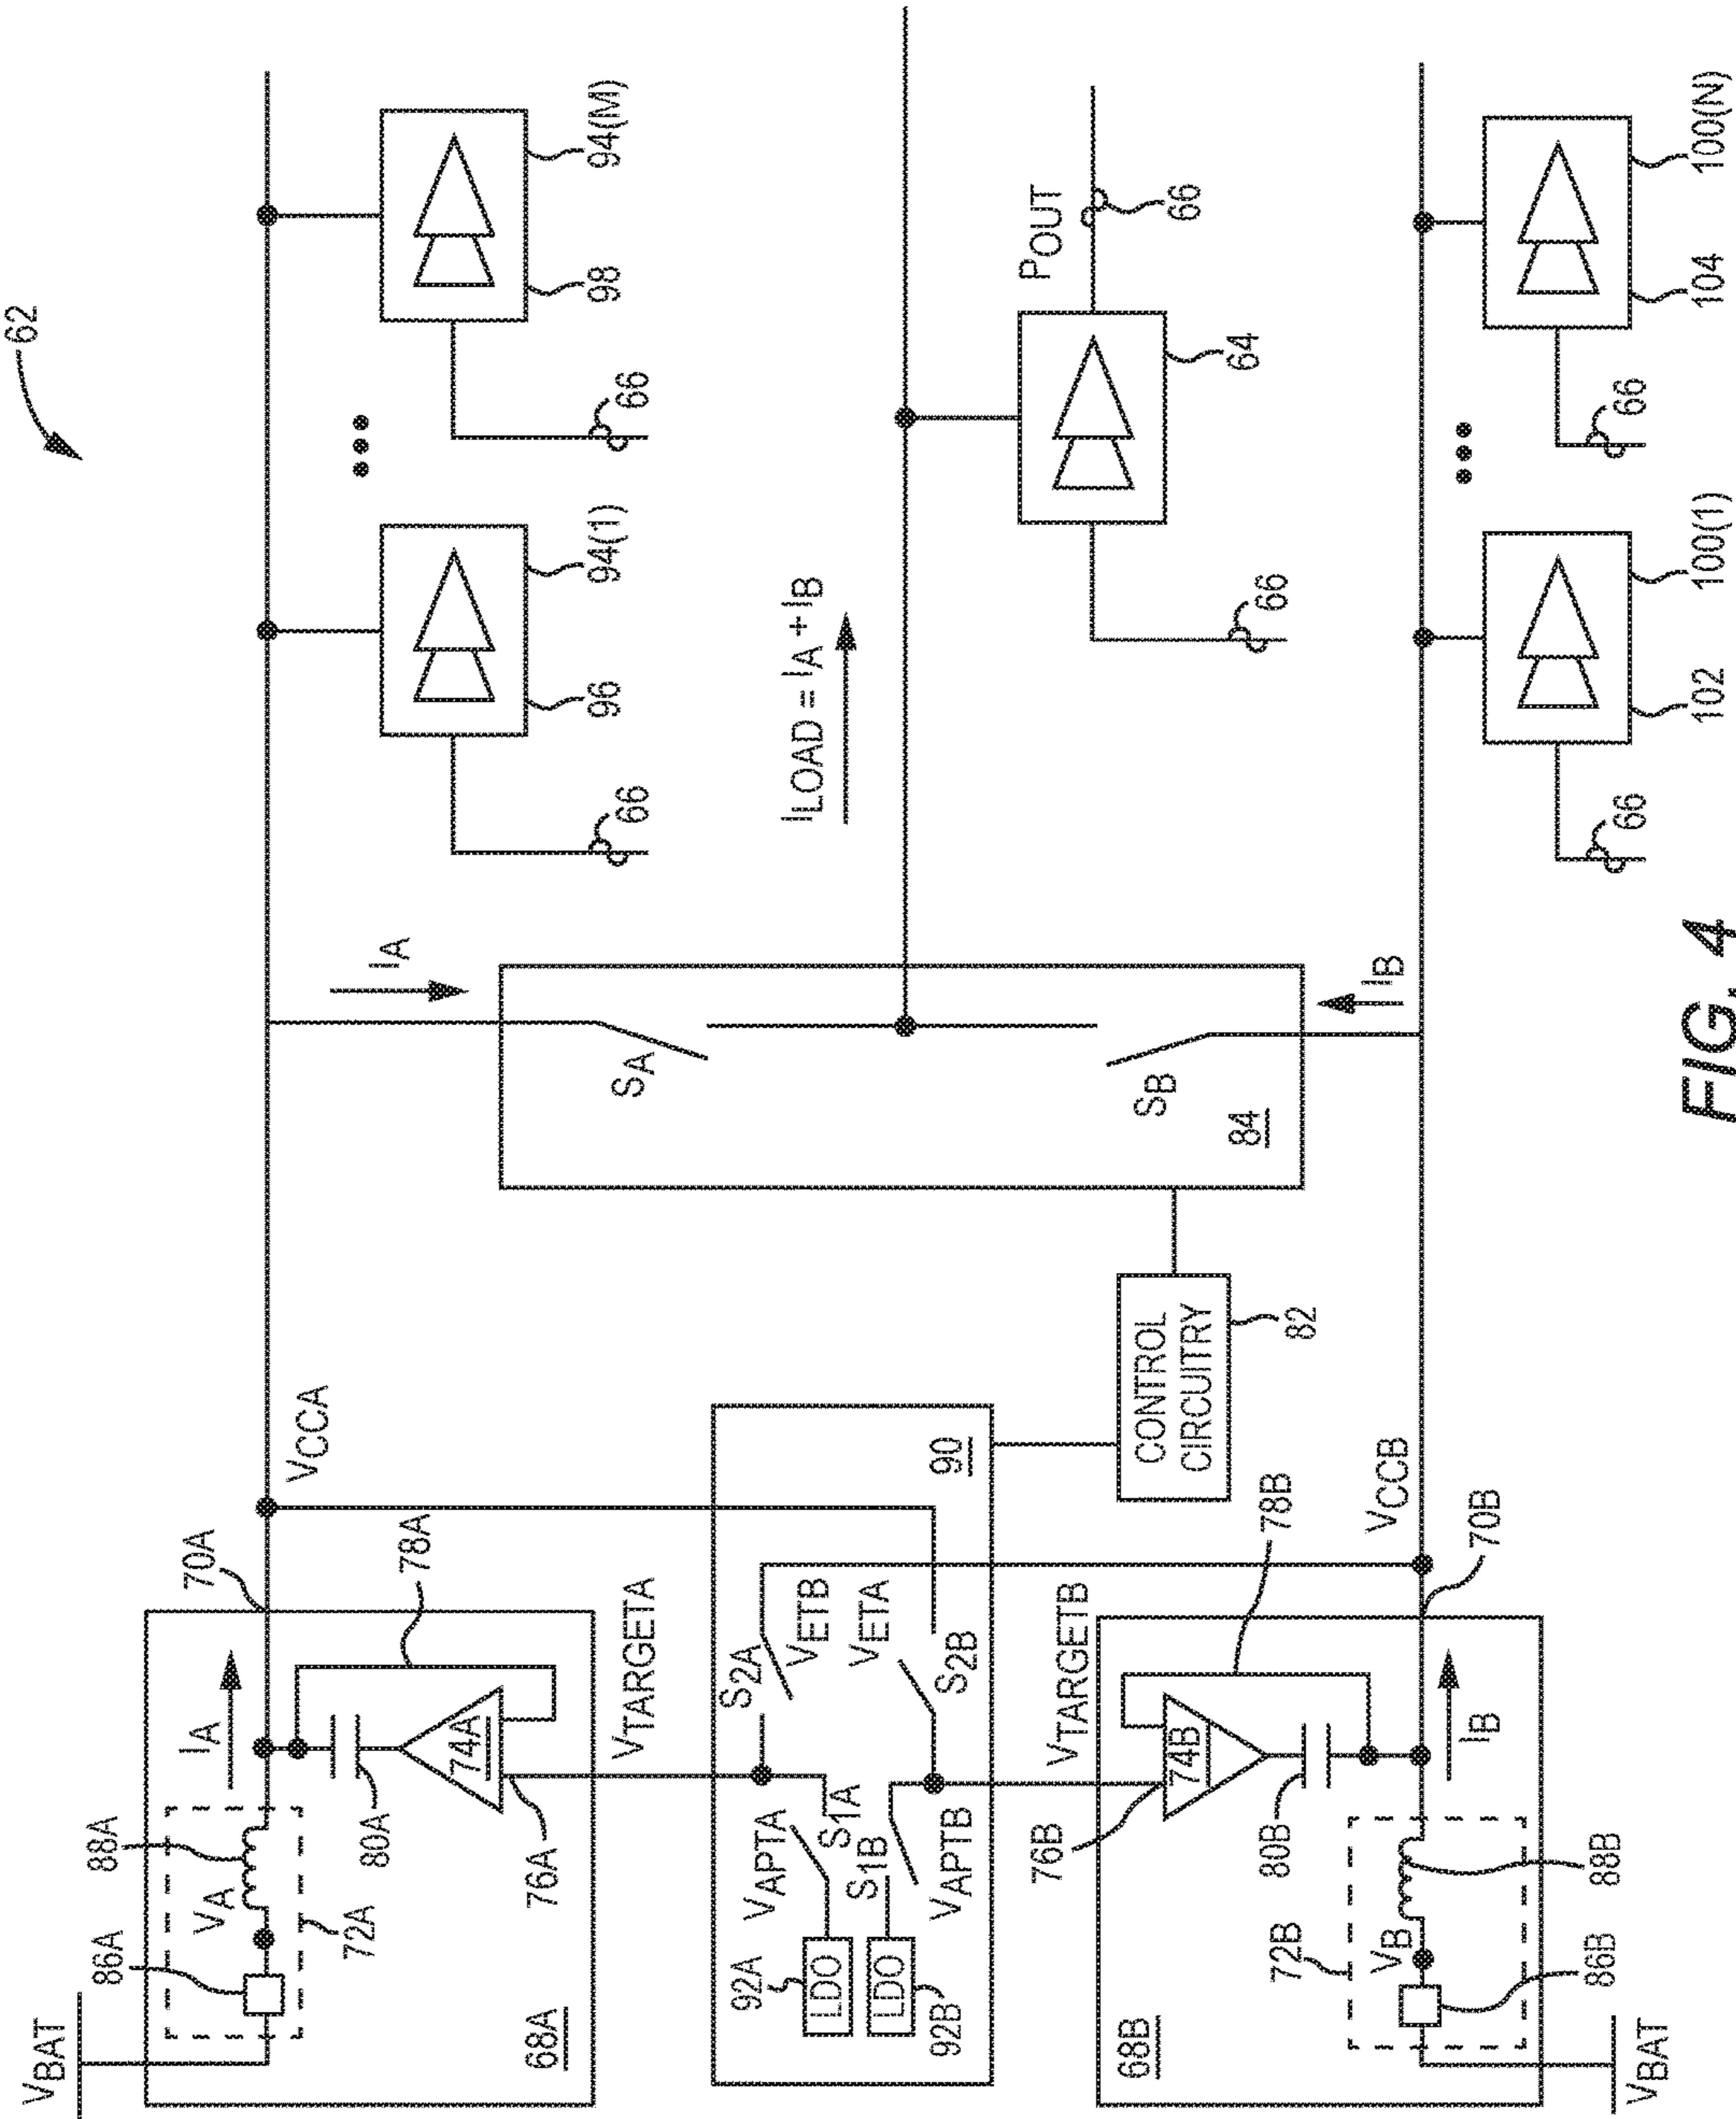 62
VBAT
86A
VA
88A
IA
70A
VCCA
72A
80A
74A
78A
76A
68A
VTARGETA
IA
96
94(1)
98
94(M)
66
66
92A
LDO
VAPTA
S1A
S2A
VETB
LDO
92B
S1B
VAPTB
VETA
S2B
90
SA
SB
84
ILOAD = IA + IB
POUT
66
64
66
CONTROL
CIRCUITRY
82
VTARGETB
76B
74B
78B
80B
68B
72B
VB
88B
86B
IB
70B
VCCB
VBAT
IB
102
100(1)
104
100(N)
66
66
FIG. 4